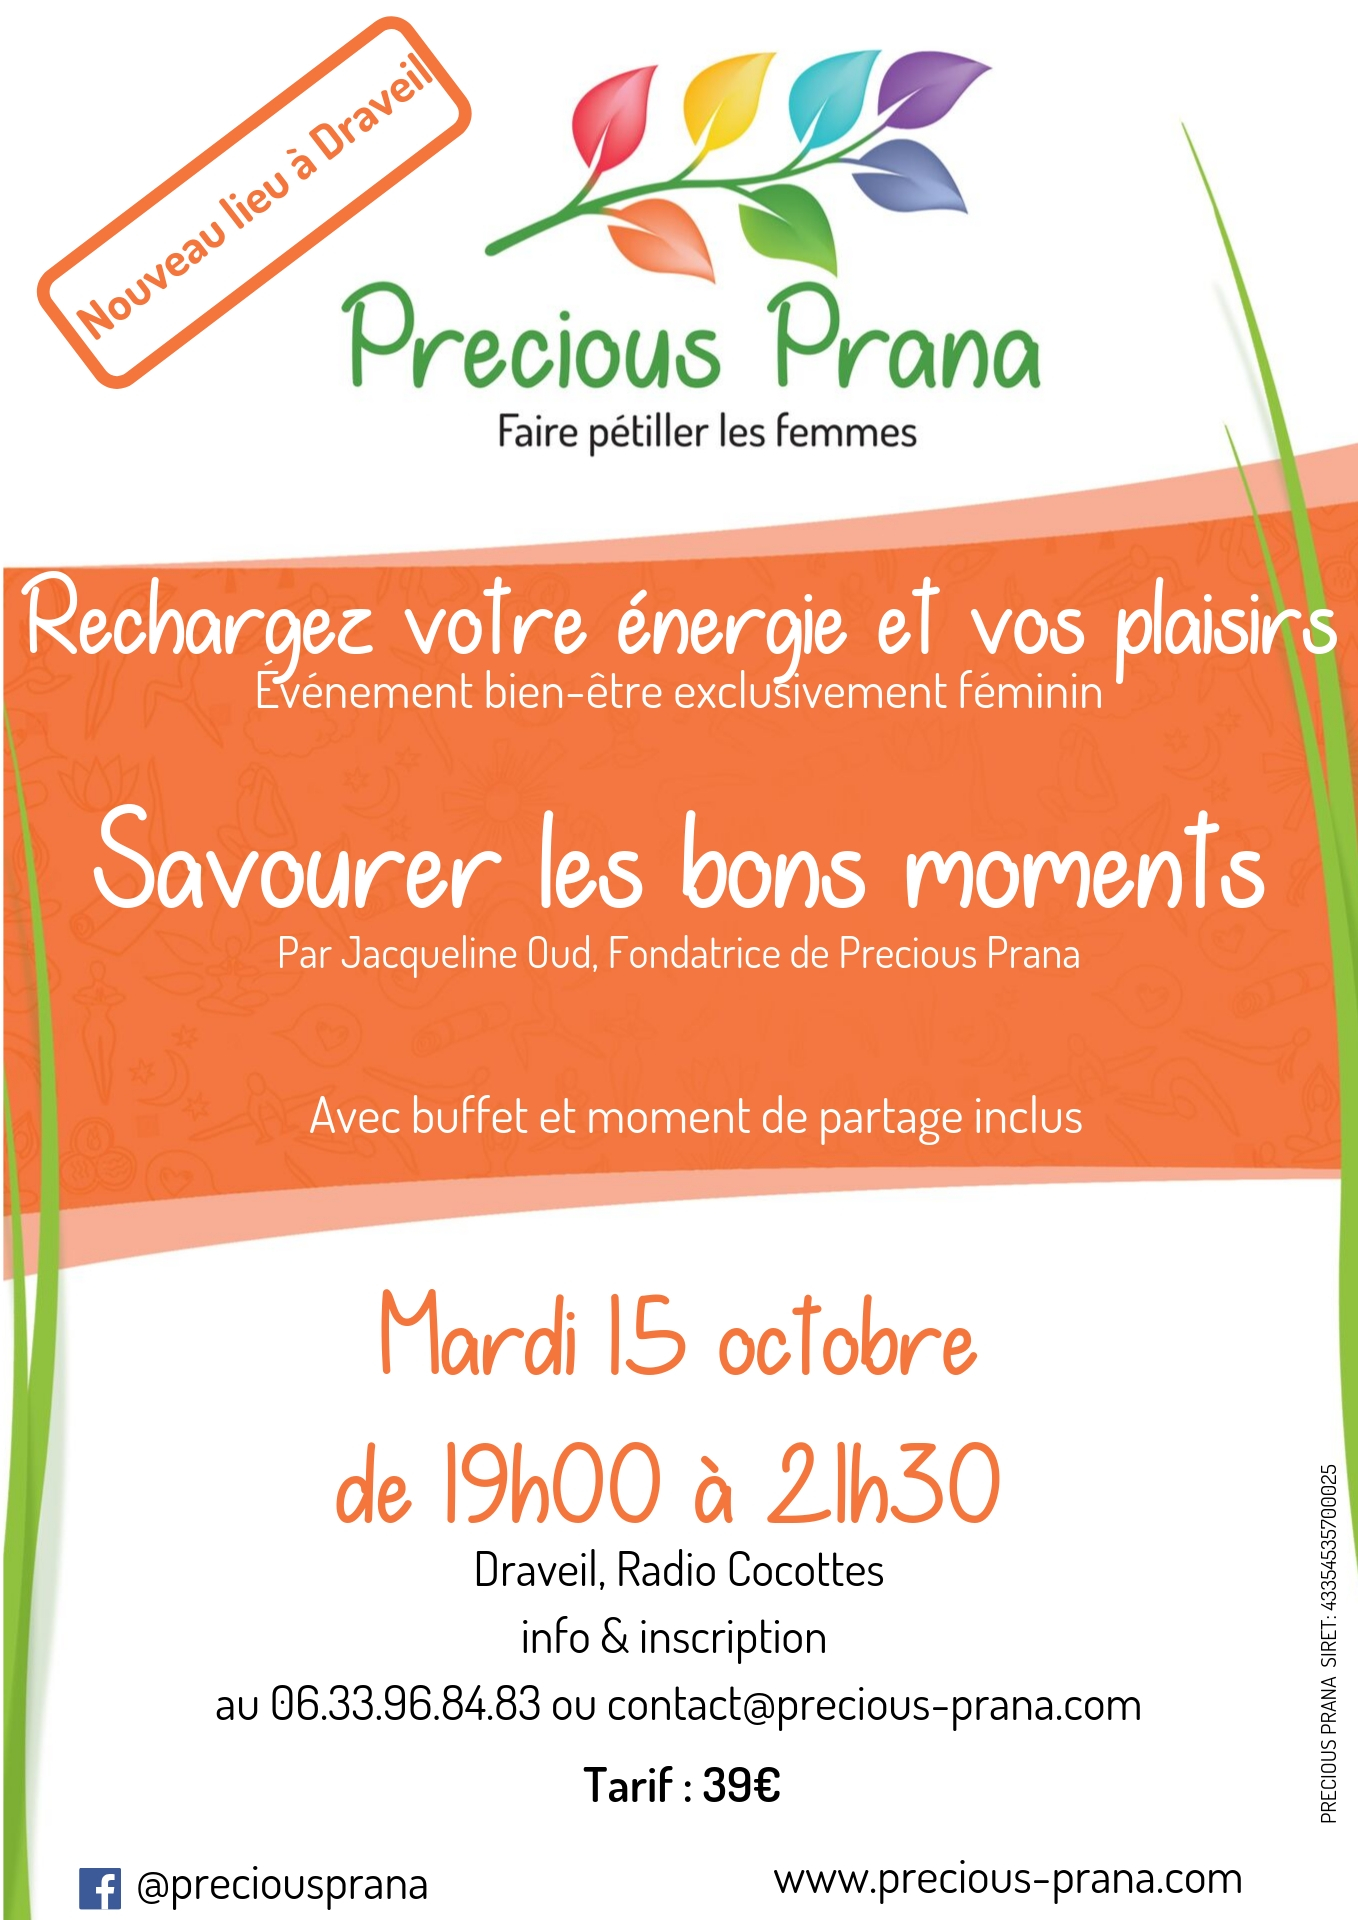 Nouveau lieu à Draveil
Precious Prana
Faire pétiller les femmes
Rechargez votre énergie et vos plaisirs
Événement bien-être exclusivement féminin
Savourer les bons moments
Par Jacqueline Oud, Fondatrice de Precious Prana
Avec buffet et moment de partage inclus
Mardi 15 octobre
de 19h00 à 21h30
Draveil, Radio Cocottes
info & inscription
au 06.33.96.84.83 ou contact@precious-prana.com
Tarif : 39€
@preciousprana
www.precious-prana.com
PRECIOUS PRANA SIRET: 43354535700025